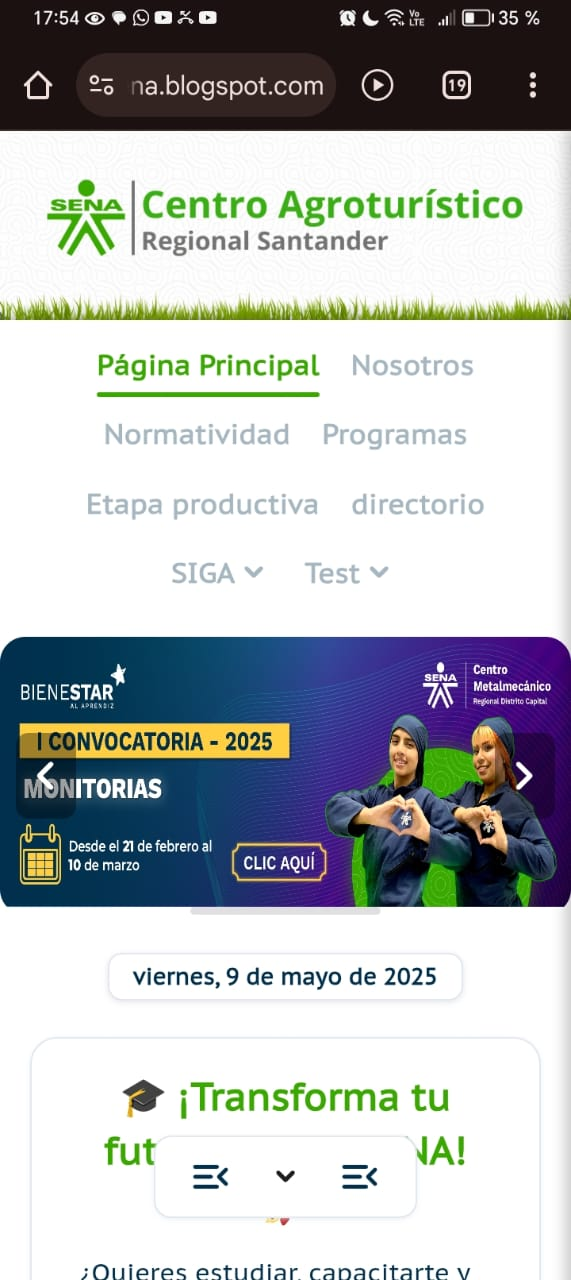 17:54
Vo
LTE
35 %
na.blogspot.com
19
SENA
Centro Agroturístico
Regional Santander
Página Principal Nosotros
Normatividad Programas
Etapa productiva directorio
SIGA Test
BIENESTAR
AL APRENDIZ
SENA
Centro
Metalmecánico
Regional Distrito Capital
I CONVOCATORIA - 2025
MONITORIAS
Desde el 21 de febrero al
10 de marzo
CLIC AQUÍ
viernes, 9 de mayo de 2025
🎓 ¡Transforma tu
fut NA!
¿Quieres estudiar, capacitarte y